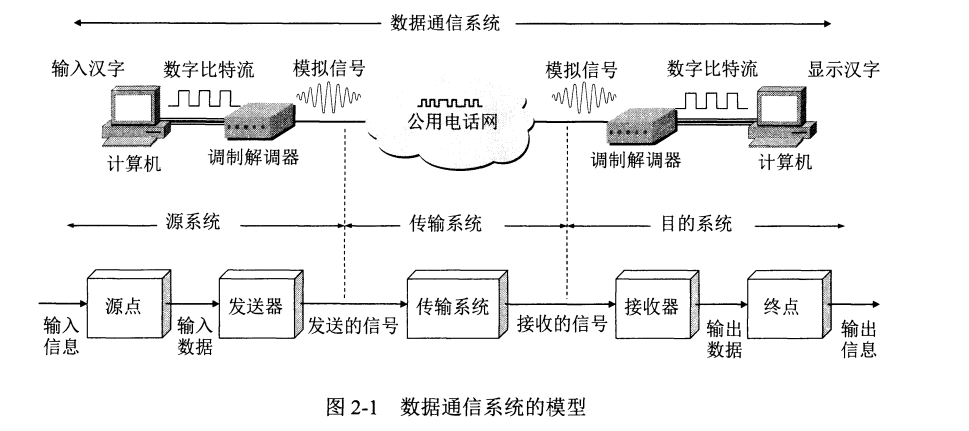 数据通信系统
输入汉字 数字比特流 模拟信号 模拟信号 数字比特流 显示汉字
公用电话网
计算机 调制解调器 调制解调器 计算机
源系统 传输系统 目的系统
源点 发送器 传输系统 接收器 终点
输入
信息
输入
数据
发送的信号
接收的信号
输出
数据
输出
信息
图 2-1 数据通信系统的模型